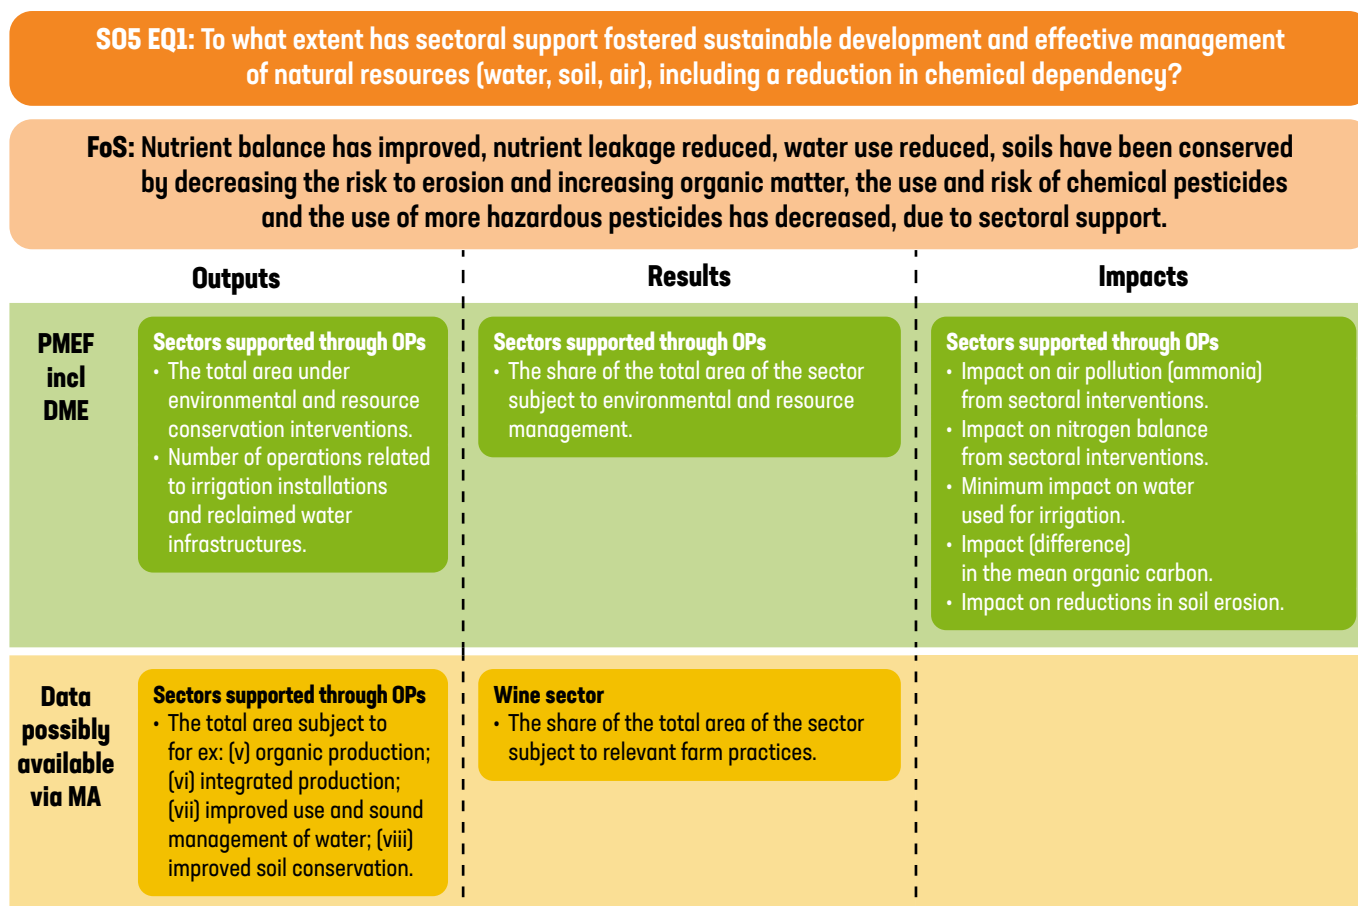 SO5 EQ1: To what extent has sectoral support fostered sustainable development and effective management
of natural resources (water, soil, air), including a reduction in chemical dependency?
FoS: Nutrient balance has improved, nutrient leakage reduced, water use reduced, soils have been conserved
by decreasing the risk to erosion and increasing organic matter, the use and risk of chemical pesticides
and the use of more hazardous pesticides has decreased, due to sectoral support.
Outputs
Results
Impacts
PMEF
incl
DME
Sectors supported through OPs
• The total area under
environmental and resource
conservation interventions.
• Number of operations related
to irrigation installations
and reclaimed water
infrastructures.
Sectors supported through OPs
• The share of the total area of the sector
subject to environmental and resource
management.
Sectors supported through OPs
• Impact on air pollution (ammonia)
from sectoral interventions.
• Impact on nitrogen balance
from sectoral interventions.
• Minimum impact on water
used for irrigation.
• Impact (difference)
in the mean organic carbon.
• Impact on reductions in soil erosion.
Data
possibly
available
via MA
Sectors supported through OPs
• The total area subject to
for ex: (v) organic production;
(vi) integrated production;
(vii) improved use and sound
management of water; (viii)
improved soil conservation.
Wine sector
• The share of the total area of the sector
subject to relevant farm practices.